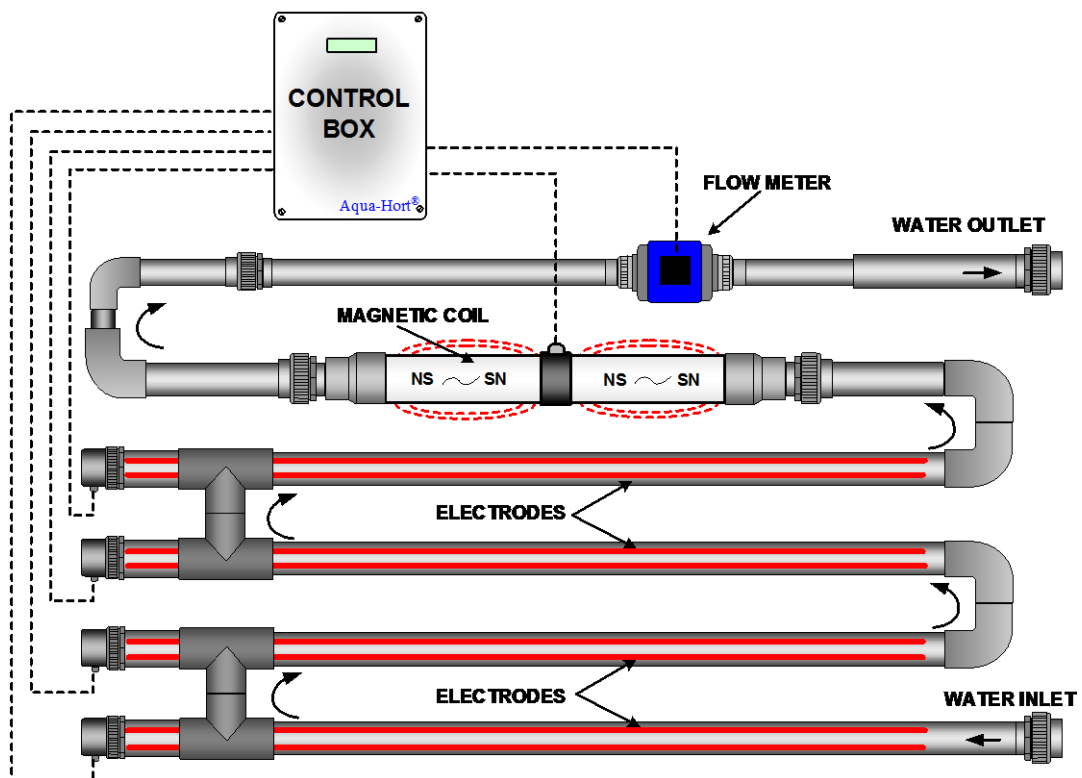 CONTROL
BOX
Aqua-Hort®
FLOW METER
WATER OUTLET
MAGNETIC COIL
NS SN
NS SN
ELECTRODES
ELECTRODES
WATER INLET